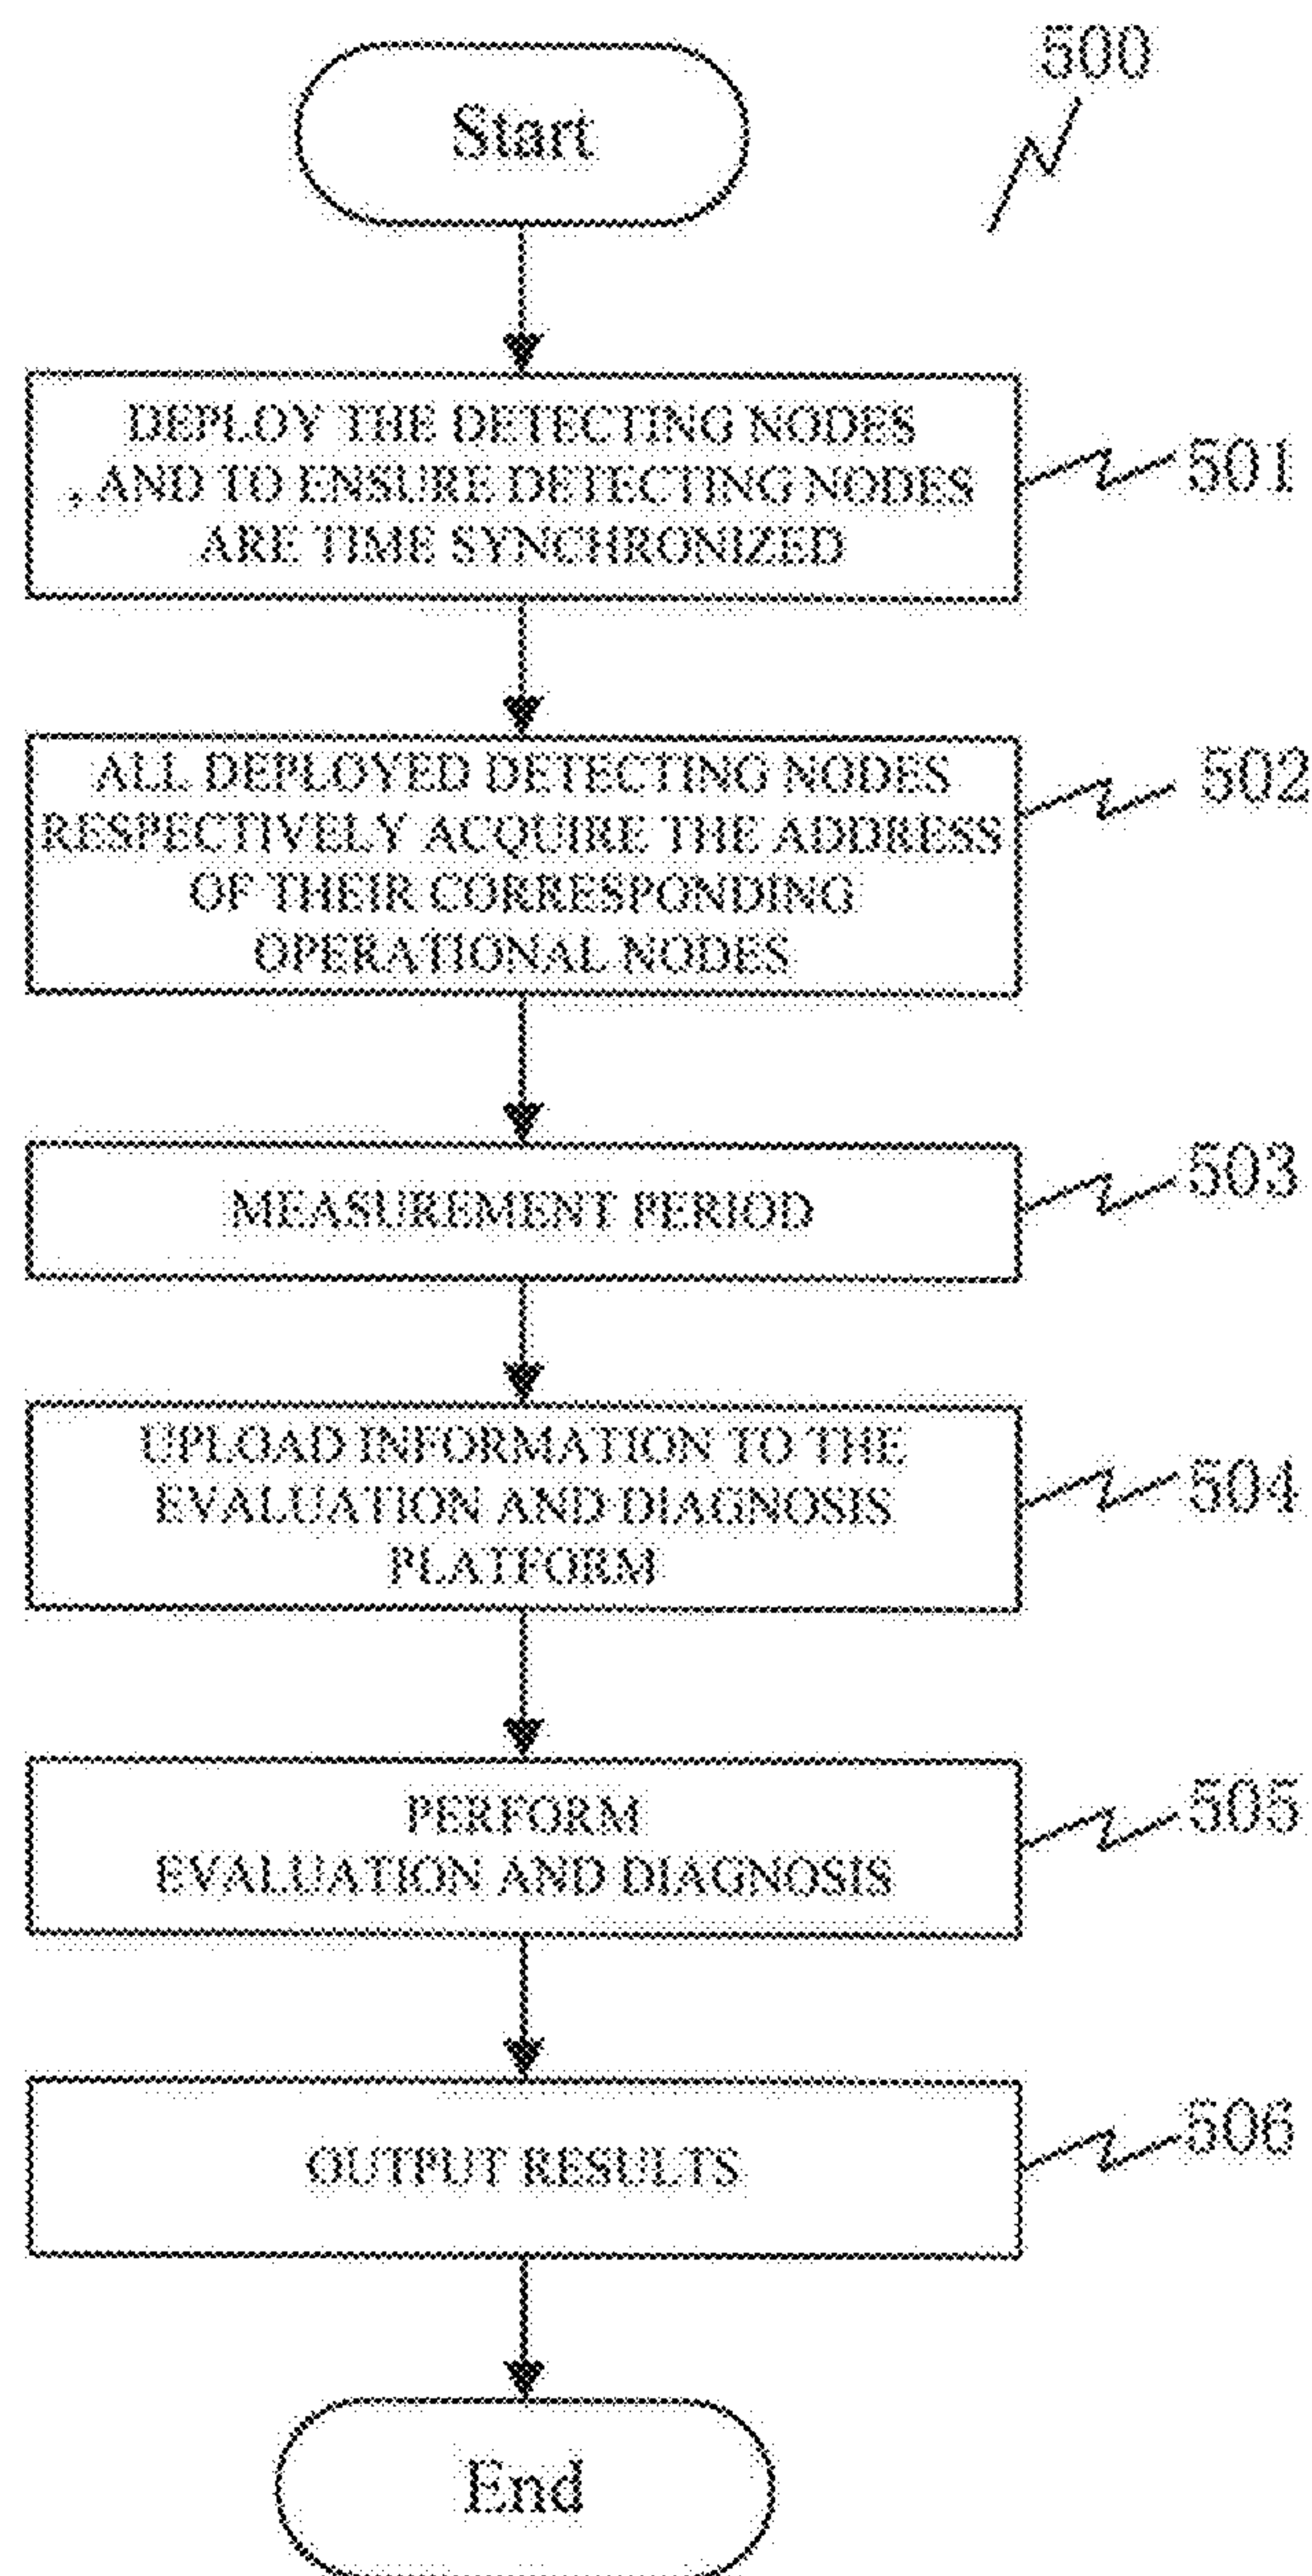 500
Start
DEPLOY THE DETECTING NODES
, AND TO ENSURE DETECTING NODES
ARE TIME SYNCHRONIZED
501
ALL DEPLOYED DETECTING NODES
RESPECTIVELY ACQUIRE THE ADDRESS
OF THEIR CORRESPONDING
OPERATIONAL NODES
502
MEASUREMENT PERIOD
503
UPLOAD INFORMATION TO THE
EVALUATION AND DIAGNOSIS
PLATFORM
504
PERFORM
EVALUATION AND DIAGNOSIS
505
OUTPUT RESULTS
506
End